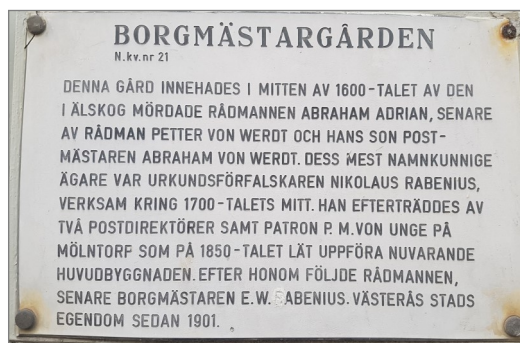 BORGMÄSTARGÅRDEN
N.kv.nr 21
DENNA GÅRD INNEHADES I MITTEN AV 1600-TALET AV DEN
I ÄLSKOG MÖRDADE RÅDMANNEN ABRAHAM ADRIAN, SENARE
AV RÅDMAN PETTER VON WERDT OCH HANS SON POST-
MÄSTAREN ABRAHAM VON WERDT. DESS MEST NAMNKUNNIGE
ÄGARE VAR URKUNDSFÖRFALSKAREN NIKOLAUS RABENIUS,
VERKSAM KRING 1700-TALETS MITT. HAN EFTERTRÄDDES AV
TVÅ POSTDIREKTÖRER SAMT PATRON P. M. VON UNGE PÅ
MÖLNTORP SOM PÅ 1850-TALET LÄT UPPFÖRA NUVARANDE
HUVUDBYGGNADEN. EFTER HONOM FÖLJDE RÅDMANNEN,
SENARE BORGMÄSTAREN E.W. SABENIUS. VÄSTERÅS STADS
EGENDOM SEDAN 1901.